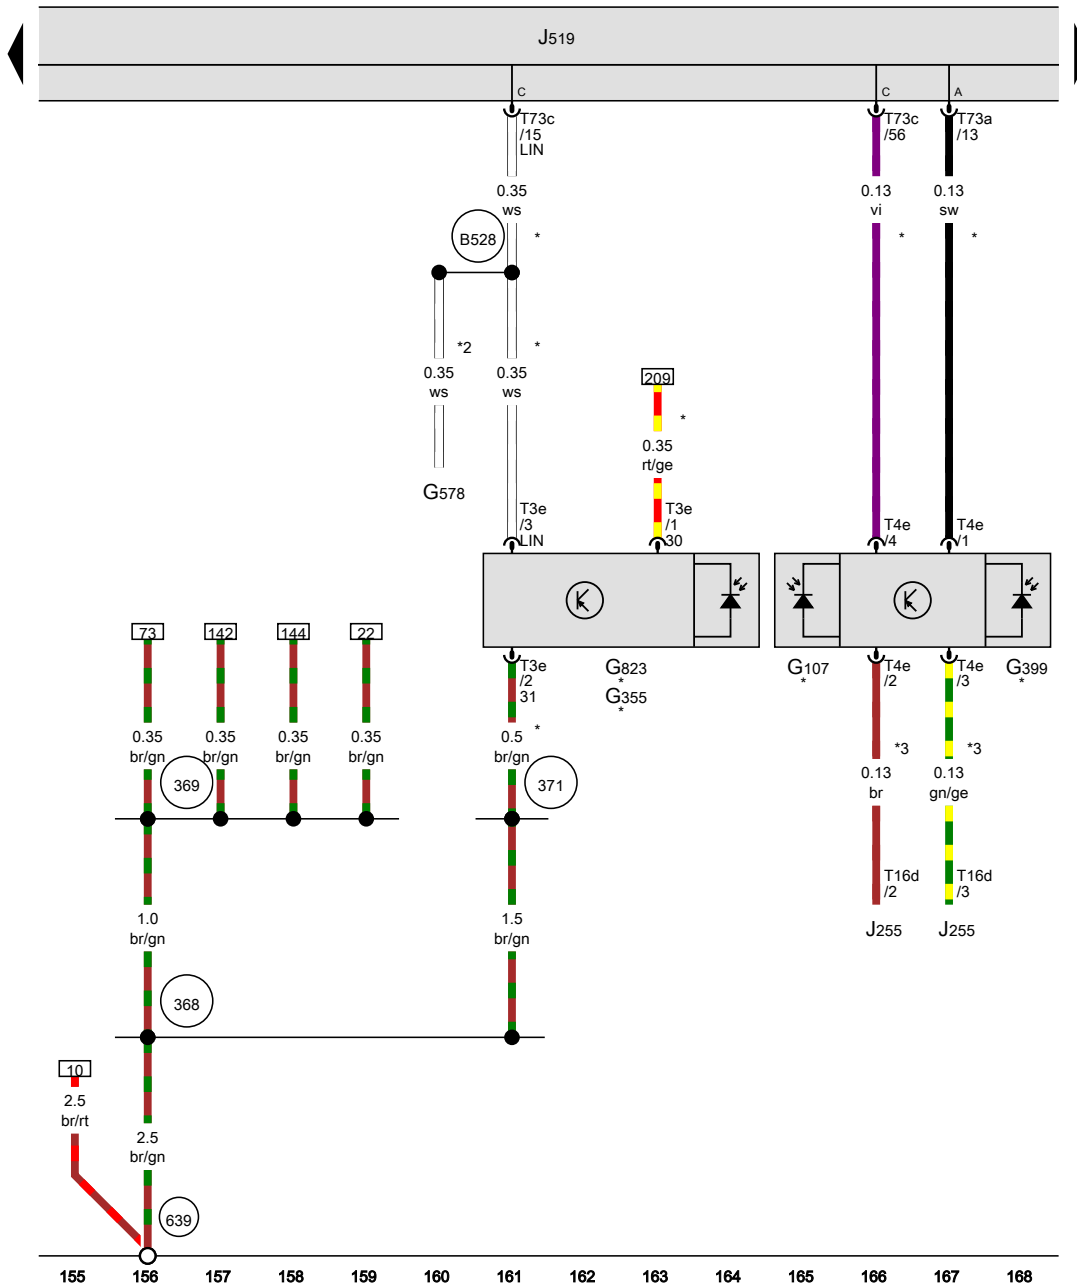 J519
C
C
A
T73c
/15
LIN
T73c
/56
T73a
/13
0.35
ws
0.13
vi
0.13
sw
B528
*
*
*
*2
*
0.35
ws
0.35
ws
209
*
0.35
rt/ge
G578
T3e
/3
LIN
T3e
/1
30
T4e
/4
T4e
/1
73
142
144
22
T3e
/2
31
G823
*
G355
*
G107
*
T4e
/2
T4e
/3
G399
*
*
0.35
br/gn
0.35
br/gn
0.35
br/gn
0.35
br/gn
0.5
br/gn
*3
*3
0.13
br
0.13
gn/ge
369
371
T16d
/2
T16d
/3
J255
J255
1.0
br/gn
1.5
br/gn
368
10
2.5
br/rt
2.5
br/gn
639
155 156 157 158 159 160 161 162 163 164 165 166 167 168